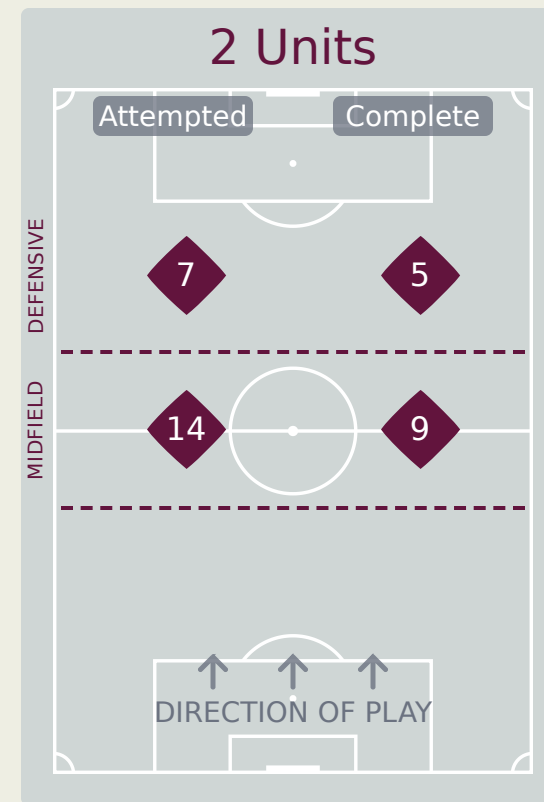 2 Units
Attempted
Complete
DEFENSIVE
7
5
MIDFIELD
14
9
DIRECTION OF PLAY